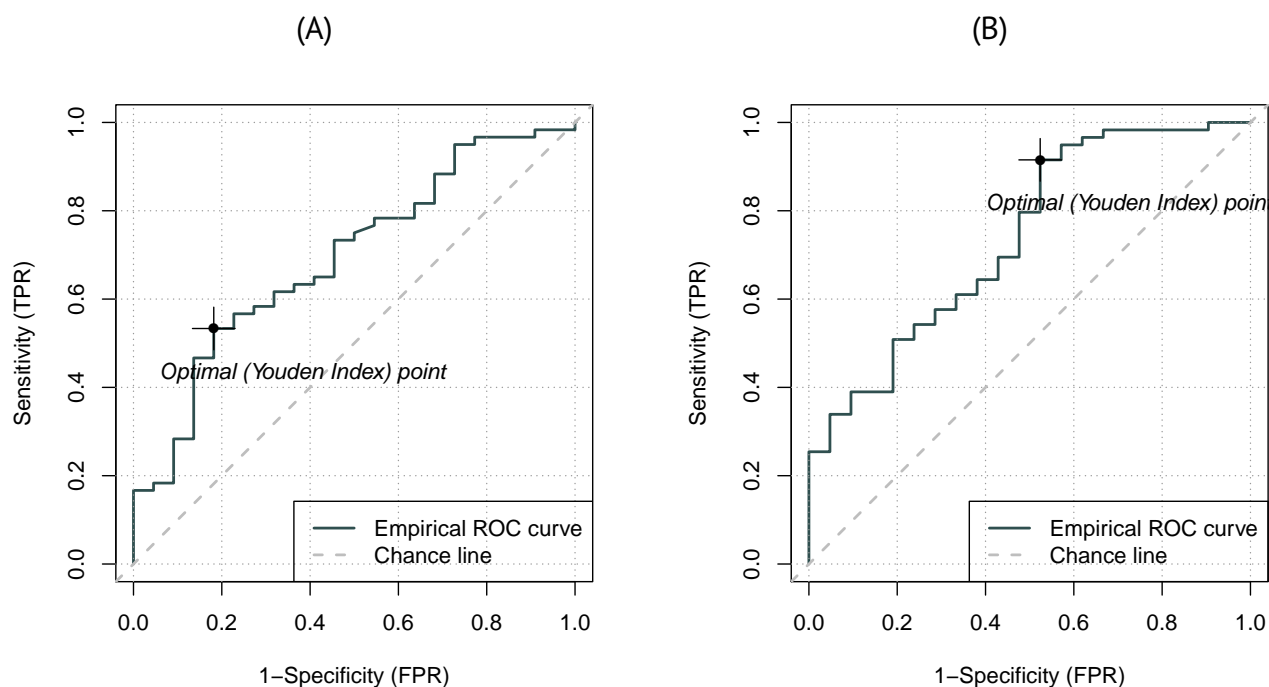 (A)
Sensitivity (TPR)
1.0
0.8
0.6
0.4
0.2
0.0
Optimal (Youden Index) point
Empirical ROC curve
Chance line
0.0 0.2 0.4 0.6 0.8 1.0
1−Specificity (FPR)
(B)
Sensitivity (TPR)
1.0
0.8
0.6
0.4
0.2
0.0
Optimal (Youden Index) poin
Empirical ROC curve
Chance line
0.0 0.2 0.4 0.6 0.8 1.0
1−Specificity (FPR)